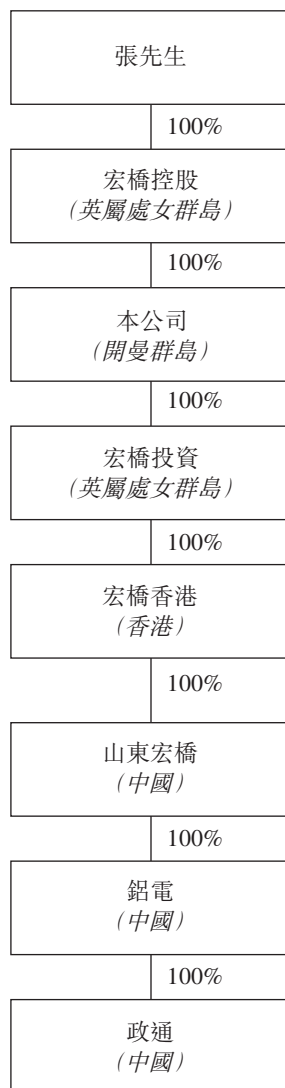 張先生
100%
宏橋控股
(英屬處女群島)
100%
本公司
(開曼群島)
100%
宏橋投資
(英屬處女群島)
100%
宏橋香港
(香港)
100%
山東宏橋
(中國)
100%
鋁電
(中國)
100%
政通
(中國)